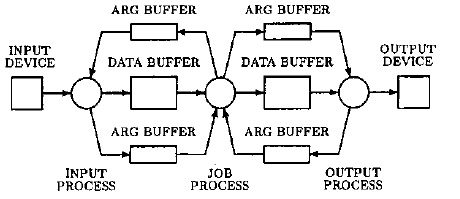 ARG BUFFER
ARG BUFFER
INPUT
DEVICE
OUTPUT
DEVICE
DATA BUFFER
DATA BUFFER
ARG BUFFER
ARG BUFFER
INPUT
PROCESS
JOB
PROCESS
OUTPUT
PROCESS